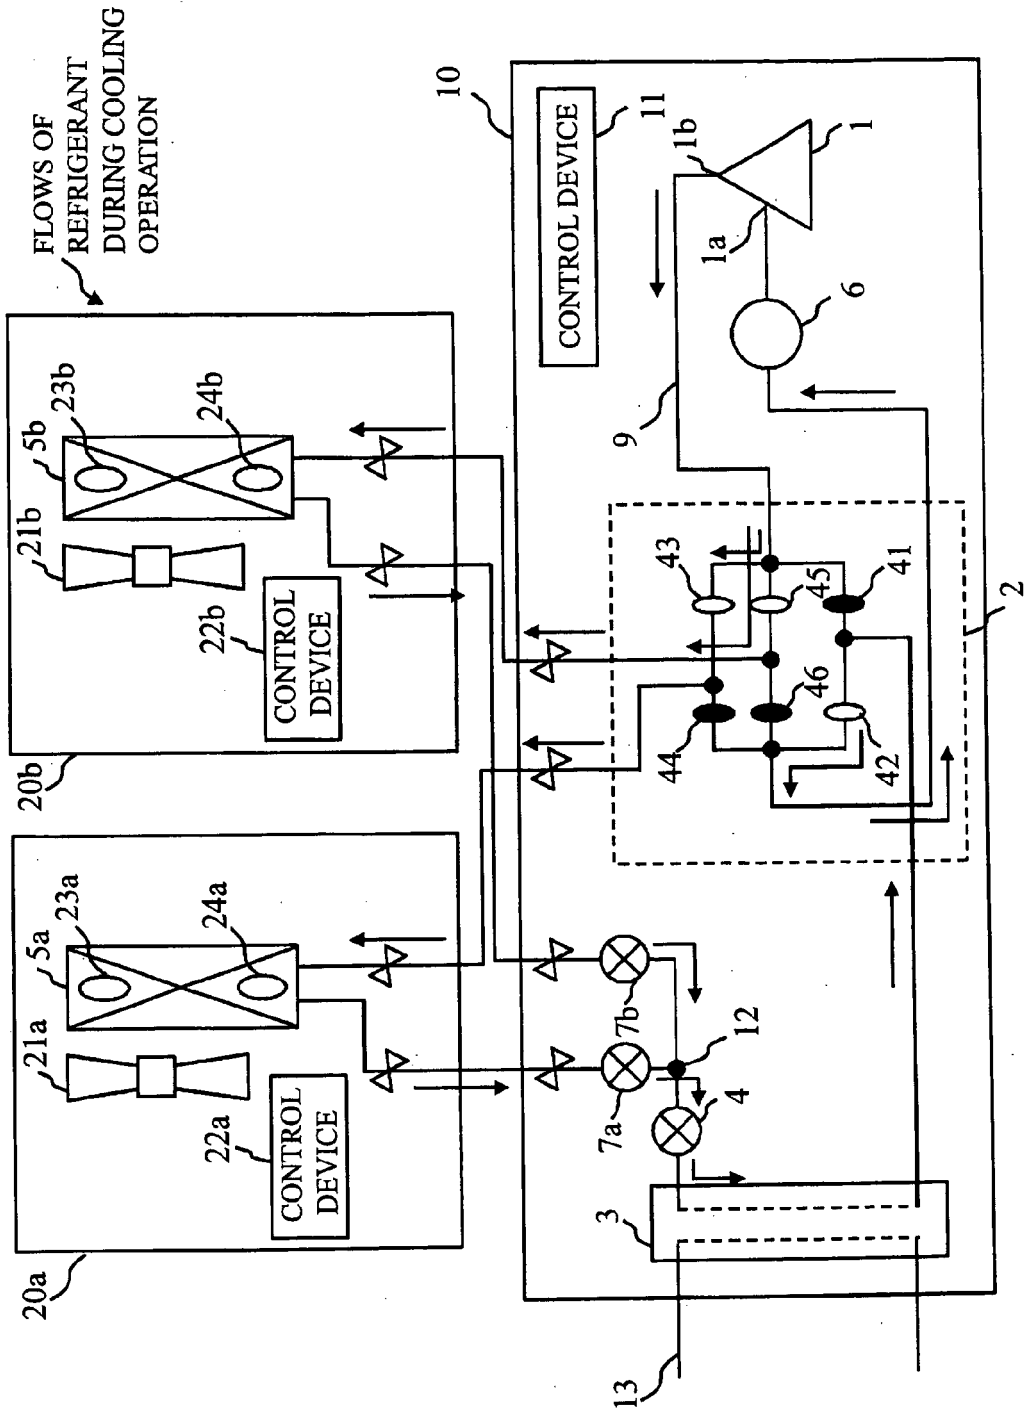 FLOWS OF
REFRIGERANT
DURING COOLING
OPERATION
20a
21a
5a
23a
24a
22a
CONTROL
DEVICE
20b
21b
5b
23b
24b
22b
CONTROL
DEVICE
10
CONTROL DEVICE
11
1b
1a
1
6
9
43
45
41
44
46
42
2
7b
7a
12
4
3
13